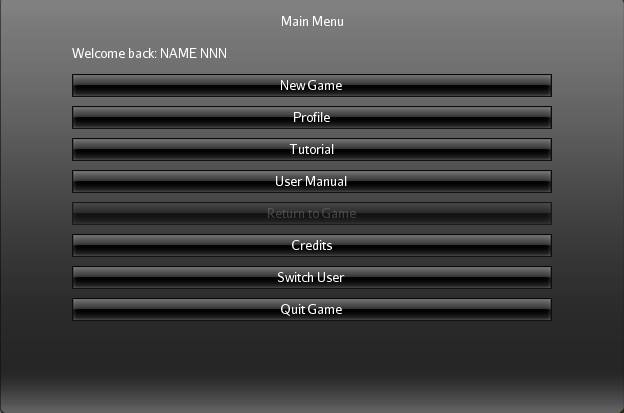 Main Menu
Welcome back: NAME NNN
New Game
Profile
Tutorial
User Manual
Return to Game
Credits
Switch User
Quit Game